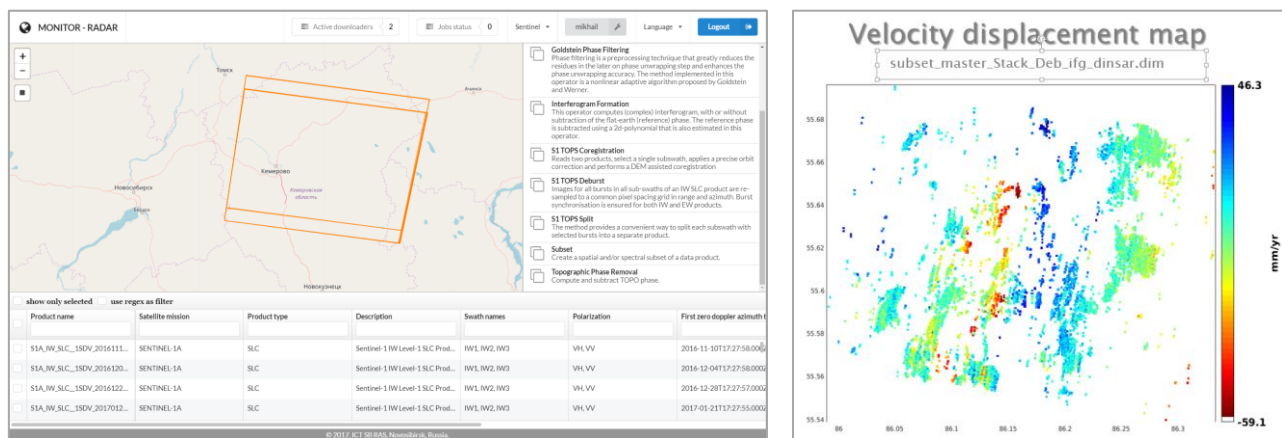 MONITOR - RADAR
Active downloaders 2
Jobs status 0
Sentinel
mikhail
Language
Logout
+
−
Томск
Ачинск
Кемерово
Кемеровская
область
Новосибирск
Бердск
Новокузнецк
Goldstein Phase Filtering
Phase filtering is a preprocessing technique that greatly reduces the
residues in the later on phase unwrapping step and enhances the
phase unwrapping accuracy. The method implemented in this
operator is a nonlinear adaptive algorithm proposed by Goldstein
and Werner.
Interferogram Formation
This operator computes (complex) interferogram, with or without
subtraction of the flat-earth (reference) phase. The reference phase
is subtracted using a 2d-polynomial that is also estimated in this
operator.
S1 TOPS Coregistration
Reads two products, select a single subswath, applies a precise orbit
correction and performs a DEM assisted coregistration
S1 TOPS Deburst
Images for all bursts in all sub-swaths of an IW SLC product are re-
sampled to a common pixel spacing grid in range and azimuth. Burst
synchronisation is ensured for both IW and EW products.
S1 TOPS Split
The method provides a convenient way to split each subswath with
selected bursts into a separate product.
Subset
Create a spatial and/or spectral subset of a data product.
Topographic Phase Removal
Compute and subtract TOPO phase.
show only selected use regex as filter
Product name Satellite mission Product type Description Swath names Polarization First zero doppler azimuth t
S1A_IW_SLC__1SDV_2016111... SENTINEL-1A SLC Sentinel-1 IW Level-1 SLC Prod... IW1, IW2, IW3 VH, VV 2016-11-10T17:27:58.000Z
S1A_IW_SLC__1SDV_2016120... SENTINEL-1A SLC Sentinel-1 IW Level-1 SLC Prod... IW1, IW2, IW3 VH, VV 2016-12-04T17:27:58.000Z
S1A_IW_SLC__1SDV_2016122... SENTINEL-1A SLC Sentinel-1 IW Level-1 SLC Prod... IW1, IW2, IW3 VH, VV 2016-12-28T17:27:57.000Z
S1A_IW_SLC__1SDV_2017012... SENTINEL-1A SLC Sentinel-1 IW Level-1 SLC Prod... IW1, IW2, IW3 VH, VV 2017-01-21T17:27:55.000Z
© 2017, ICT SB RAS, Novosibirsk, Russia.
Velocity displacement map
subset_master_Stack_Deb_ifg_dinsar.dim
46.3
55.68
55.66
55.64
55.62
55.6
55.58
55.56
55.54
mm/yr
-59.1
86 86.05 86.1 86.15 86.2 86.25 86.3